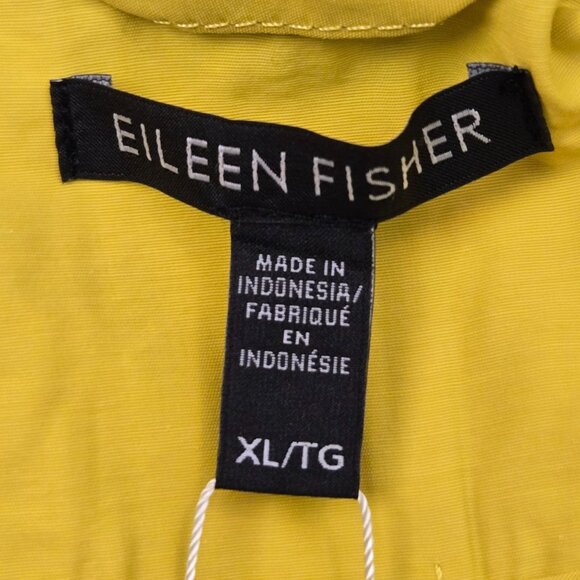 EILEEN FISHER
MADE IN
INDONESIA/
FABRIQUÉ
EN
INDONÉSIE
XL/TG